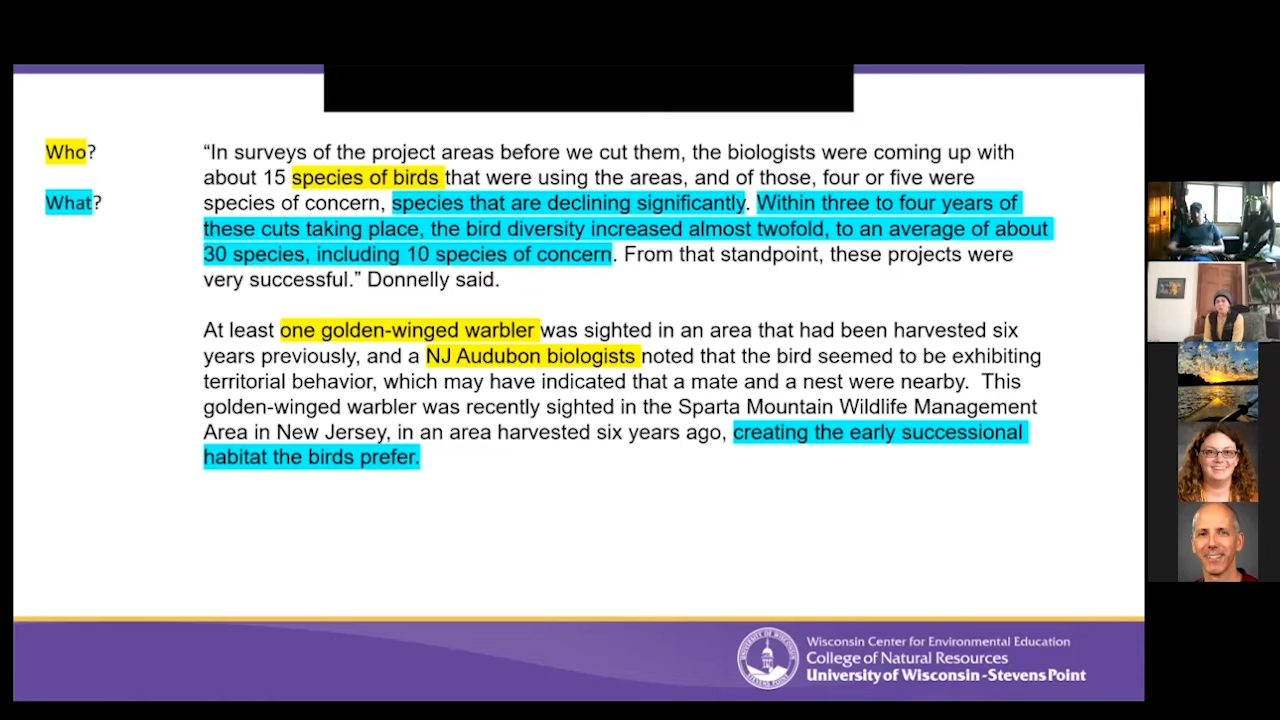 Who?
What?
“In surveys of the project areas before we cut them, the biologists were coming up with
about 15 species of birds that were using the areas, and of those, four or five were
species of concern, species that are declining significantly. Within three to four years of
these cuts taking place, the bird diversity increased almost twofold, to an average of about
30 species, including 10 species of concern. From that standpoint, these projects were
very successful.” Donnelly said.
At least one golden-winged warbler was sighted in an area that had been harvested six
years previously, and a NJ Audubon biologists noted that the bird seemed to be exhibiting
territorial behavior, which may have indicated that a mate and a nest were nearby.  This
golden-winged warbler was recently sighted in the Sparta Mountain Wildlife Management
Area in New Jersey, in an area harvested six years ago, creating the early successional
habitat the birds prefer.
Wisconsin Center for Environmental Education
College of Natural Resources
University of Wisconsin-Stevens Point